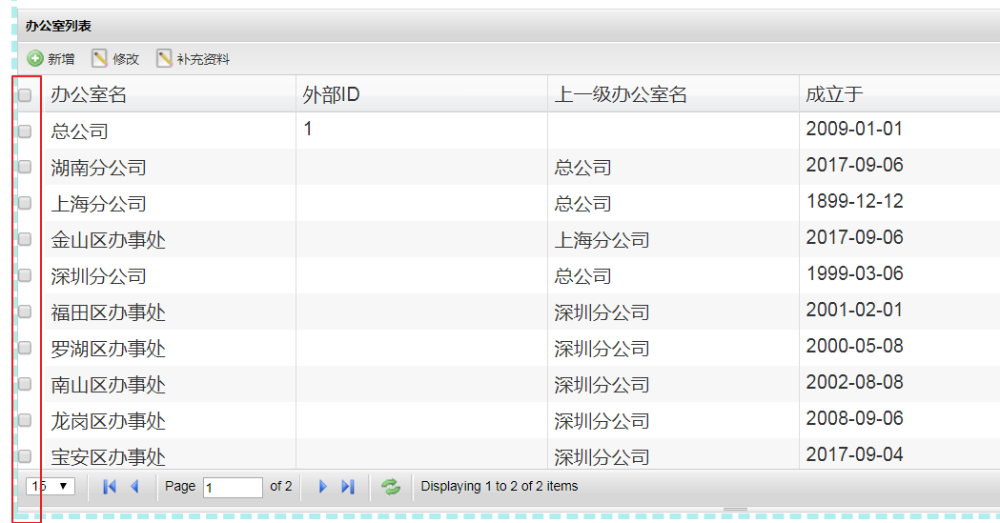 办公室列表
新增 修改 补充资料
办公室名 外部ID 上一级办公室名 成立于
总公司 1 2009-01-01
湖南分公司 总公司 2017-09-06
上海分公司 总公司 1899-12-12
金山区办事处 上海分公司 2017-09-06
深圳分公司 总公司 1999-03-06
福田区办事处 深圳分公司 2001-02-01
罗湖区办事处 深圳分公司 2000-05-08
南山区办事处 深圳分公司 2002-08-08
龙岗区办事处 深圳分公司 2008-09-06
宝安区办事处 深圳分公司 2017-09-04
15 Page 1 of 2 Displaying 1 to 2 of 2 items